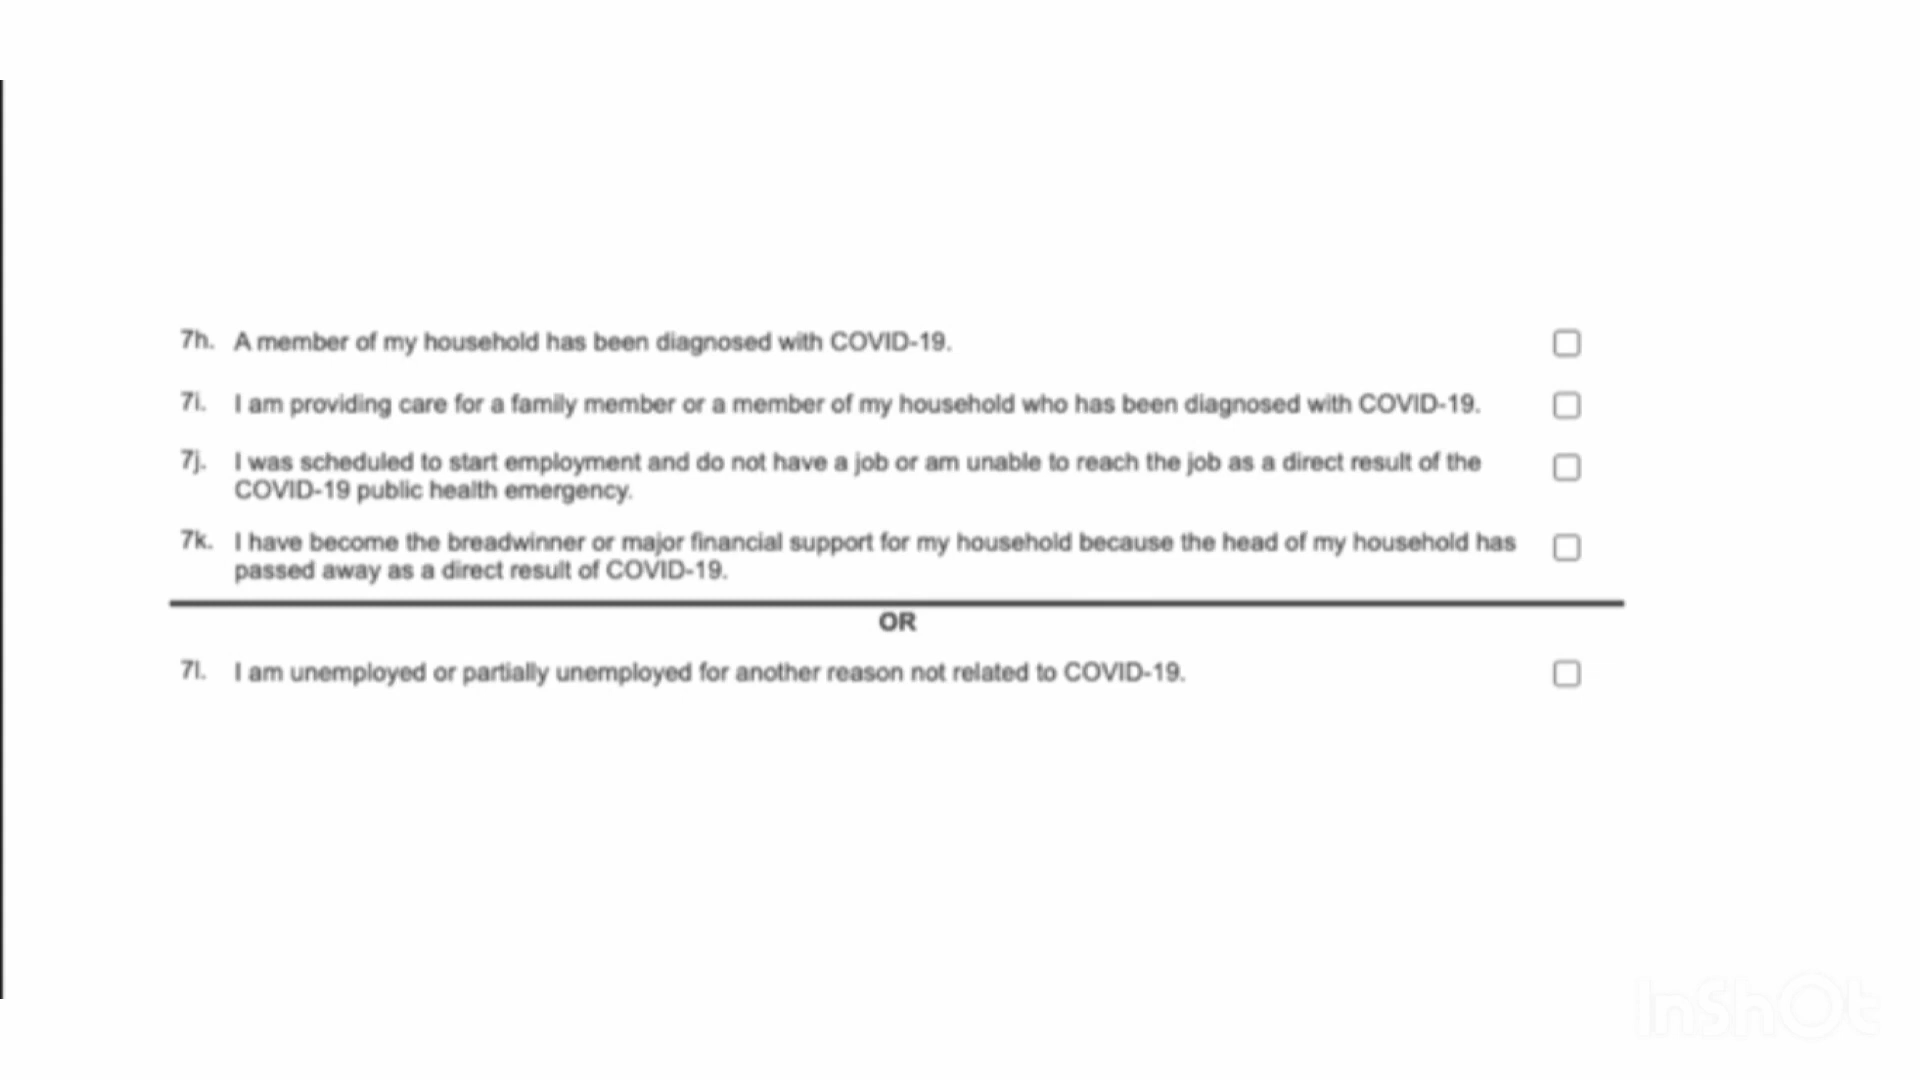 7h. A member of my household has been diagnosed with COVID-19.
7i. I am providing care for a family member or a member of my household who has been diagnosed with COVID-19.
7j. I was scheduled to start employment and do not have a job or am unable to reach the job as a direct result of the
COVID-19 public health emergency.
7k. I have become the breadwinner or major financial support for my household because the head of my household has
passed away as a direct result of COVID-19.
OR
7l. I am unemployed or partially unemployed for another reason not related to COVID-19.
InShOt